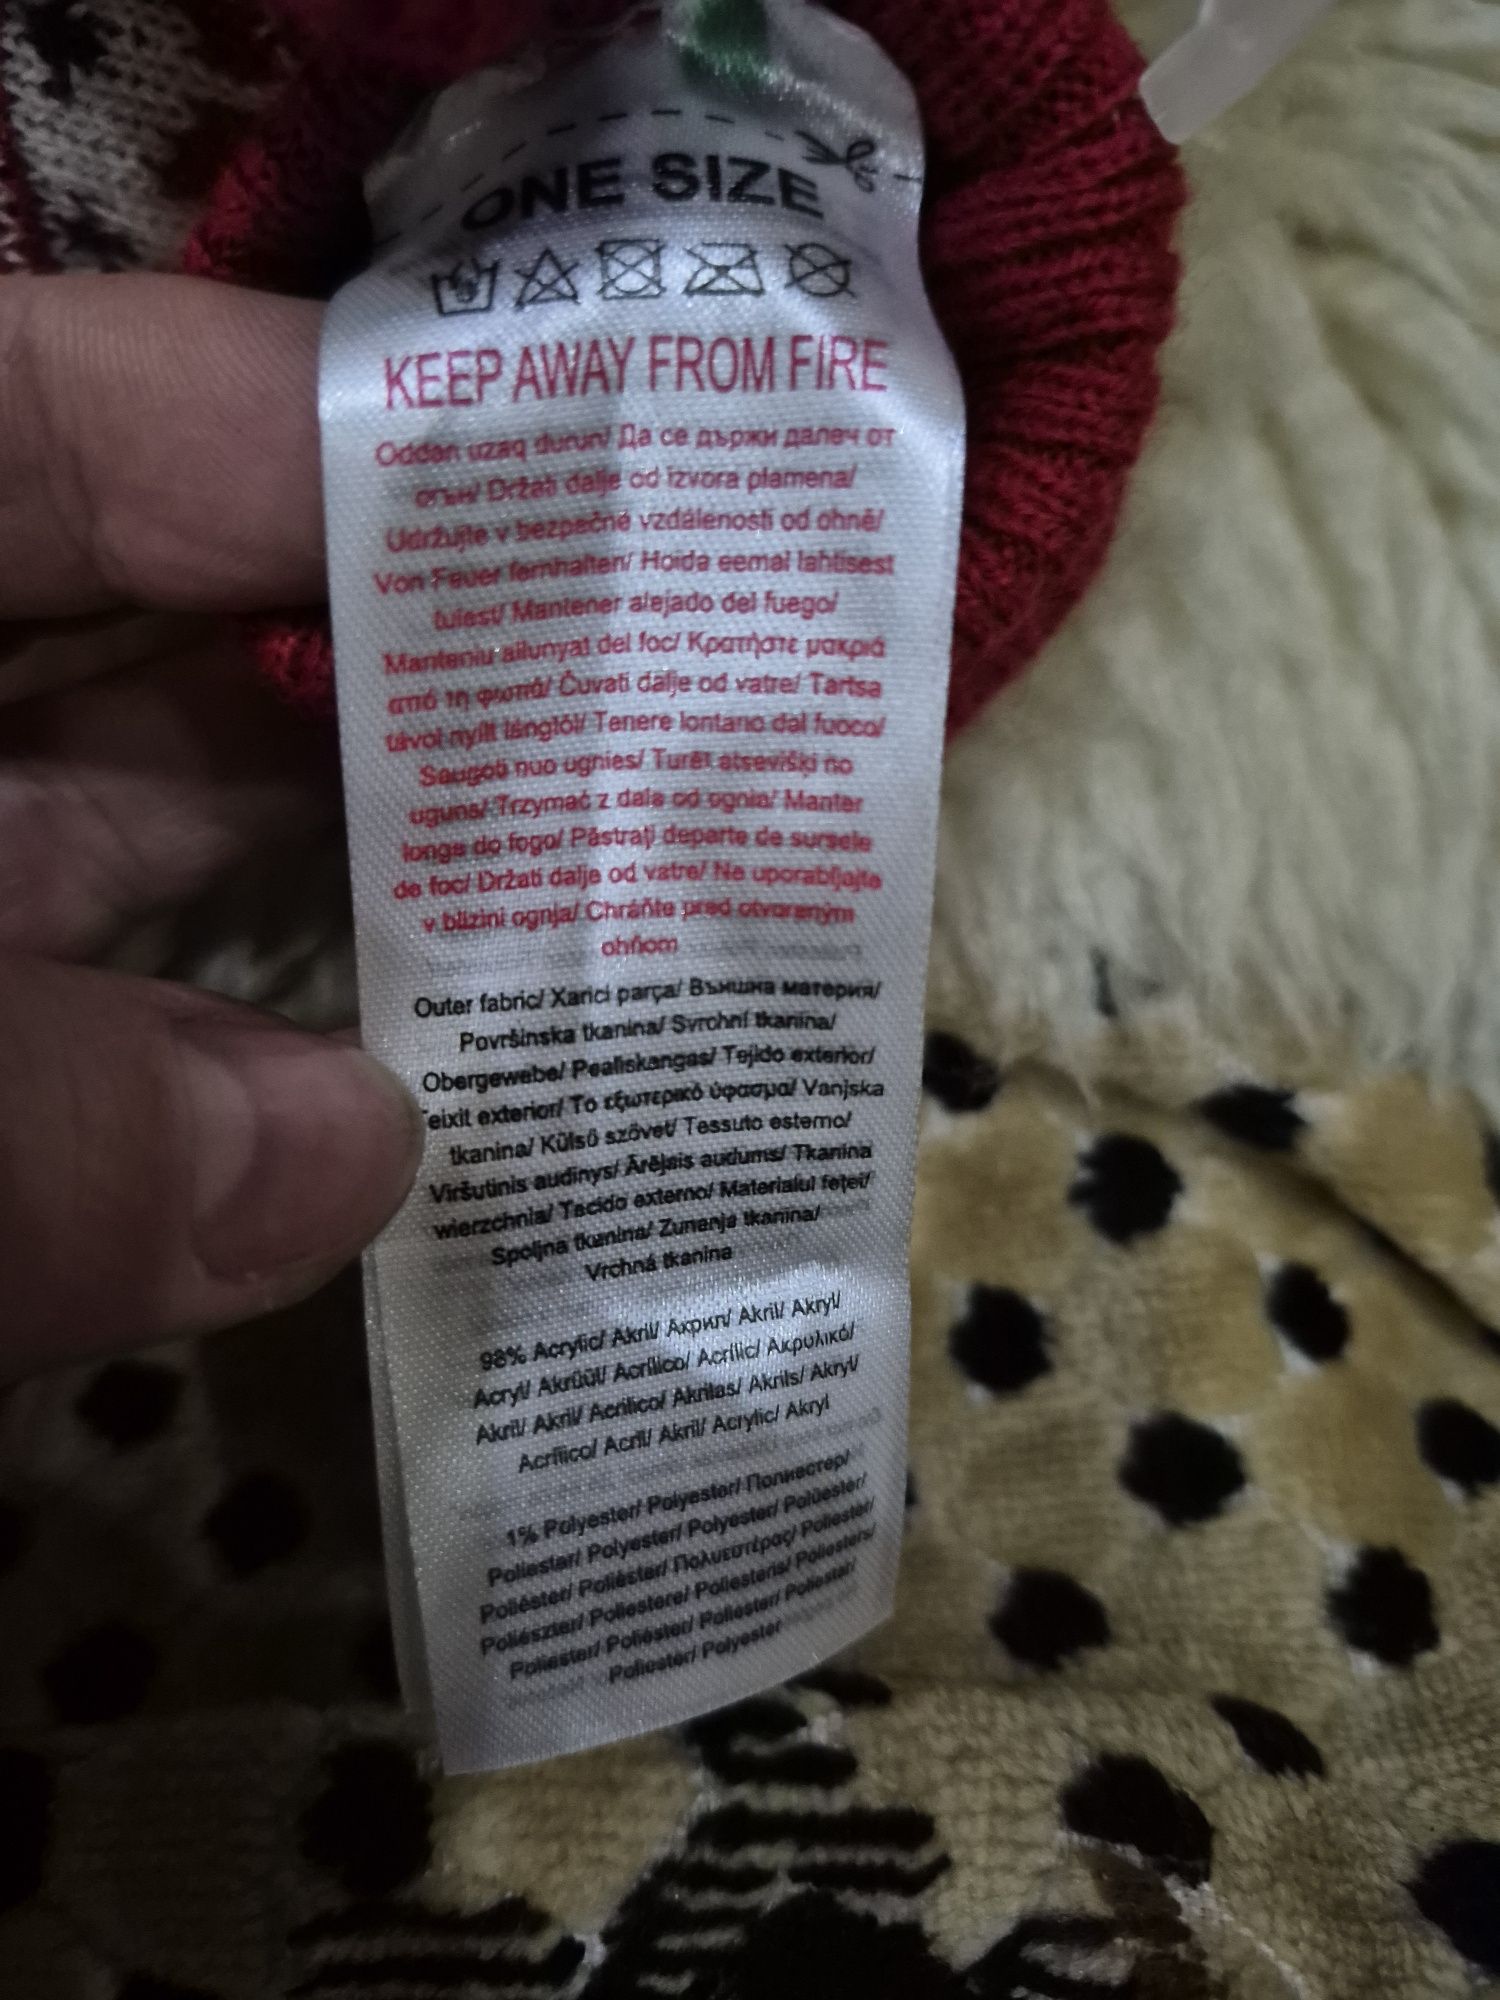 ONE SIZE
KEEP AWAY FROM FIRE
Oddan uzaq durun/ Да се държи далеч от
огън/ Držati dalje od izvora plamena/
Udržujte v bezpečné vzdálenosti od ohně/
Von Feuer fernhalten/ Hoida eemal lahtisest
tulest/ Mantener alejado del fuego/
Manteniu allunyat del foc/ Κρατήστε μακριά
από τη φωτιά/ Čuvati dalje od vatre/ Tartsa
távol nyílt lángtól/ Tenere lontano dal fuoco/
Saugoti nuo ugnies/ Turēt atsevišķi no
uguns/ Trzymać z dala od ognia/ Manter
longe do fogo/ Păstrați departe de sursele
de foc/ Držati dalje od vatre/ Ne uporabljajte
v bližini ognja/ Chráňte pred otvoreným
ohňom
Outer fabric/ Xarici parça/ Външна материя/
Površinska tkanina/ Svrchní tkanina/
Obergewebe/ Pealiskangas/ Tejido exterior/
Teixit exterior/ Το εξωτερικό ύφασμα/ Vanjska
tkanina/ Külső szövet/ Tessuto esterno/
Viršutinis audinys/ Ārējais audums/ Tkanina
wierzchnia/ Tecido externo/ Materialul feței/
Spoljna tkanina/ Zunanja tkanina/
Vrchná tkanina
98% Acrylic/ Akril/ Акрил/ Akril/ Akryl/
Acryl/ Akrüül/ Acrílico/ Acrílic/ Ακρυλικό/
Akril/ Akril/ Acrilico/ Akrilas/ Akrils/ Akryl/
Acrílico/ Acril/ Akril/ Acrylic/ Akryl
1% Polyester/ Polyester/ Полиестер/
Poliester/ Polyester/ Polyester/ Polüester/
Poliéster/ Polièster/ Πολυεστέρας/ Poliester/
Poliészter/ Poliestere/ Poliesteris/ Poliesters/
Poliester/ Poliéster/ Poliester/ Poliester/
Poliester/ Polyester